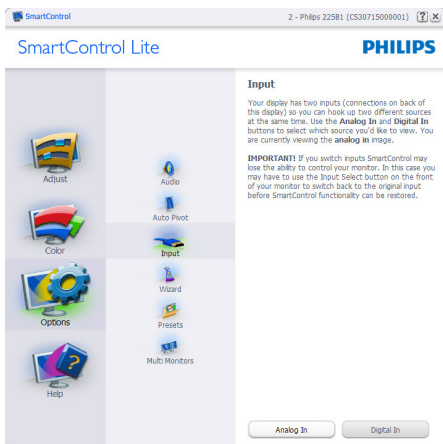 SmartControl
2 - Philips 225B1 (CS30715000001)
SmartControl Lite
PHILIPS
Adjust
Color
Options
Help
Audio
Auto Pivot
Input
Wizard
Presets
Multi Monitors
Input
Your display has two inputs (connections on back of
this display) so you can hook up two different sources
at the same time. Use the Analog In and Digital In
buttons to select which source you'd like to view. You
are currently viewing the analog in image.
IMPORTANT! If you switch inputs SmartControl may
lose the ability to control your monitor. In this case you
may have to use the Input Select button on the front
of your monitor to switch back to the original input
before SmartControl functionality can be restored.
Analog In
Digital In